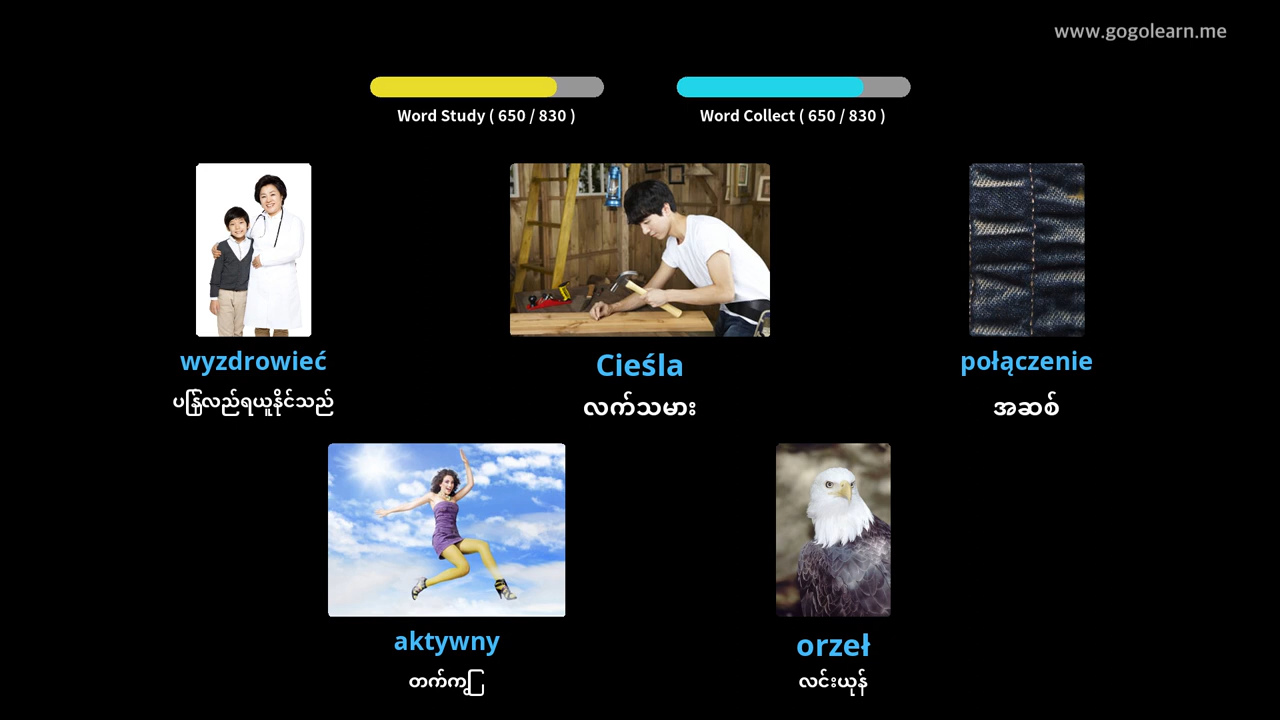 www.gogolearn.me
Word Study ( 650 / 830 )
Word Collect ( 650 / 830 )
wyzdrowieć
ပြန်လည်ရယူနိုင်သည်
Cieśla
လက်သမား
połączenie
အဆစ်
aktywny
တက်ကြွ
orzeł
လင်းယုန်